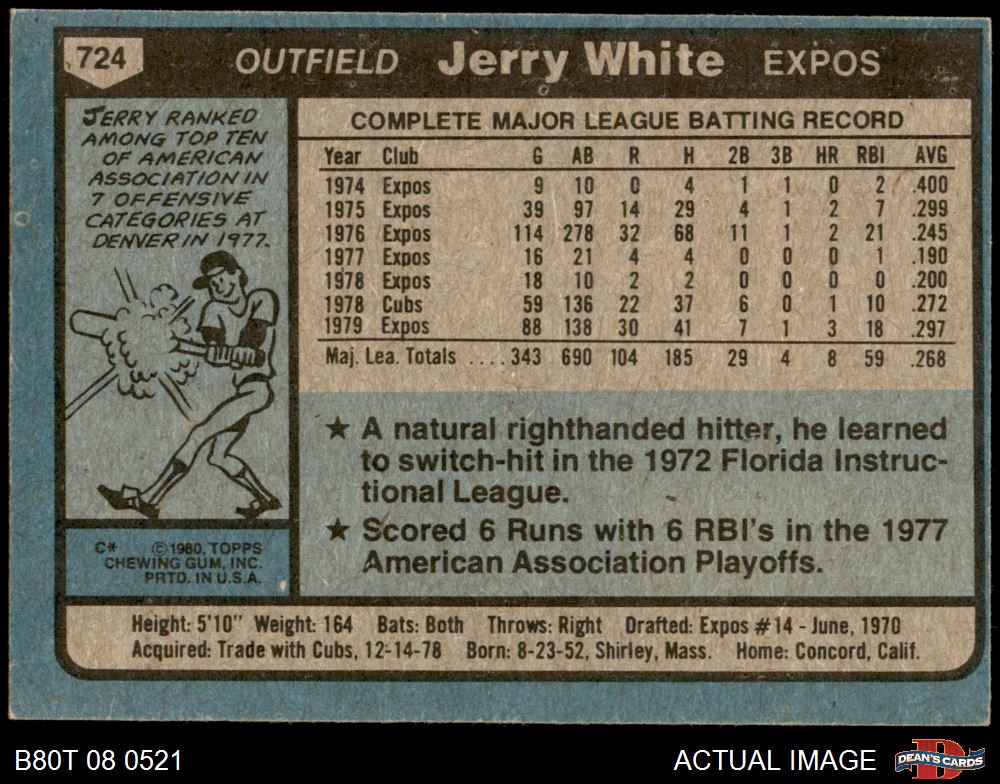 724 OUTFIELD Jerry White EXPOS
JERRY RANKED
AMONG TOP TEN
OF AMERICAN
ASSOCIATION IN
7 OFFENSIVE
CATEGORIES AT
DENVER IN 1977.
C* ©1980, TOPPS
CHEWING GUM, INC.
PRTD. IN U.S.A.
COMPLETE MAJOR LEAGUE BATTING RECORD
Year Club G AB R H 2B 3B HR RBI AVG
1974 Expos 9 10 0 4 1 1 0 2 .400
1975 Expos 39 97 14 29 4 1 2 7 .299
1976 Expos 114 278 32 68 11 1 2 21 .245
1977 Expos 16 21 4 4 0 0 0 1 .190
1978 Expos 18 10 2 2 0 0 0 0 .200
1978 Cubs 59 136 22 37 6 0 1 10 .272
1979 Expos 88 138 30 41 7 1 3 18 .297
Maj. Lea. Totals ....343 690 104 185 29 4 8 59 .268
★ A natural righthanded hitter, he learned
to switch-hit in the 1972 Florida Instruc-
tional League.
★ Scored 6 Runs with 6 RBI's in the 1977
American Association Playoffs.
Height: 5'10" Weight: 164 Bats: Both Throws: Right Drafted: Expos #14 - June, 1970
Acquired: Trade with Cubs, 12-14-78 Born: 8-23-52, Shirley, Mass. Home: Concord, Calif.
B80T 08 0521 ACTUAL IMAGE D DEAN'S CARDS